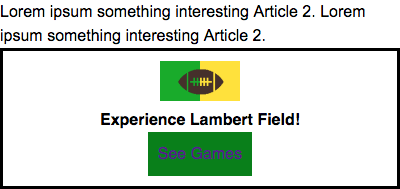 Lorem ipsum something interesting Article 2. Lorem
ipsum something interesting Article 2.
Experience Lambert Field!
See Games